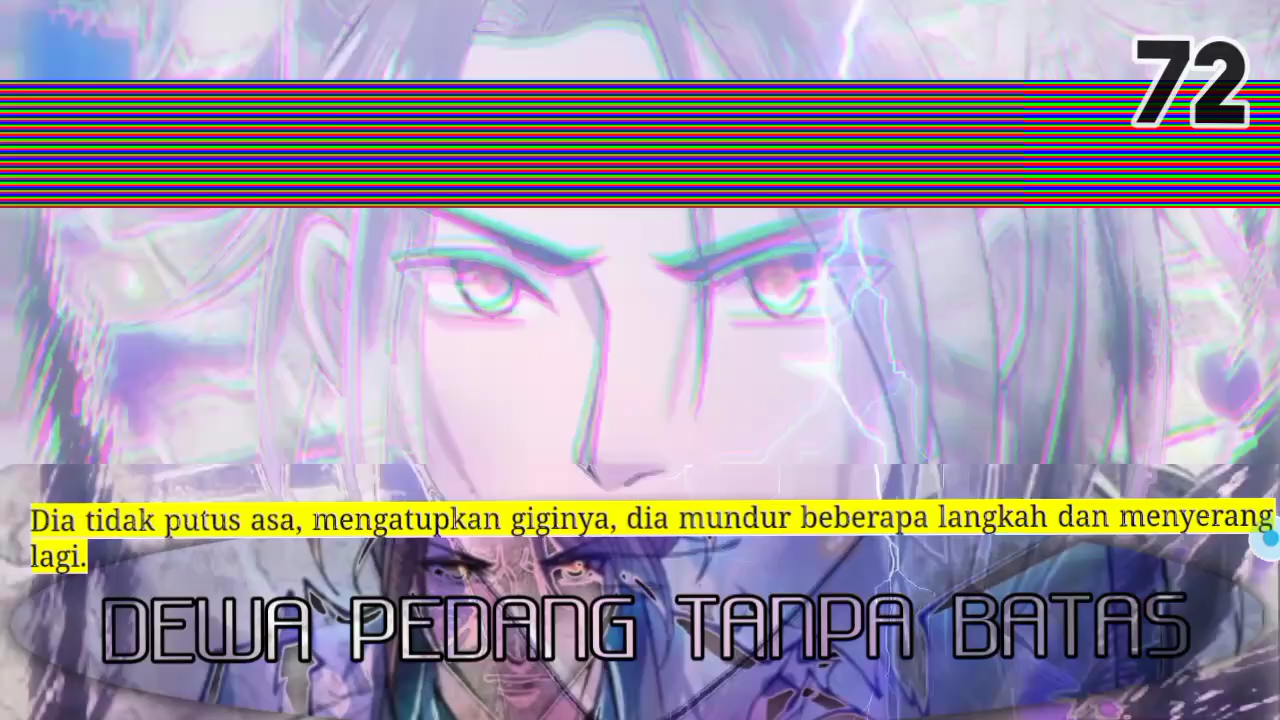 72
Dia tidak putus asa, mengatupkan giginya, dia mundur beberapa langkah dan menyerang
lagi.
DEWA PEDANG TANPA BATAS